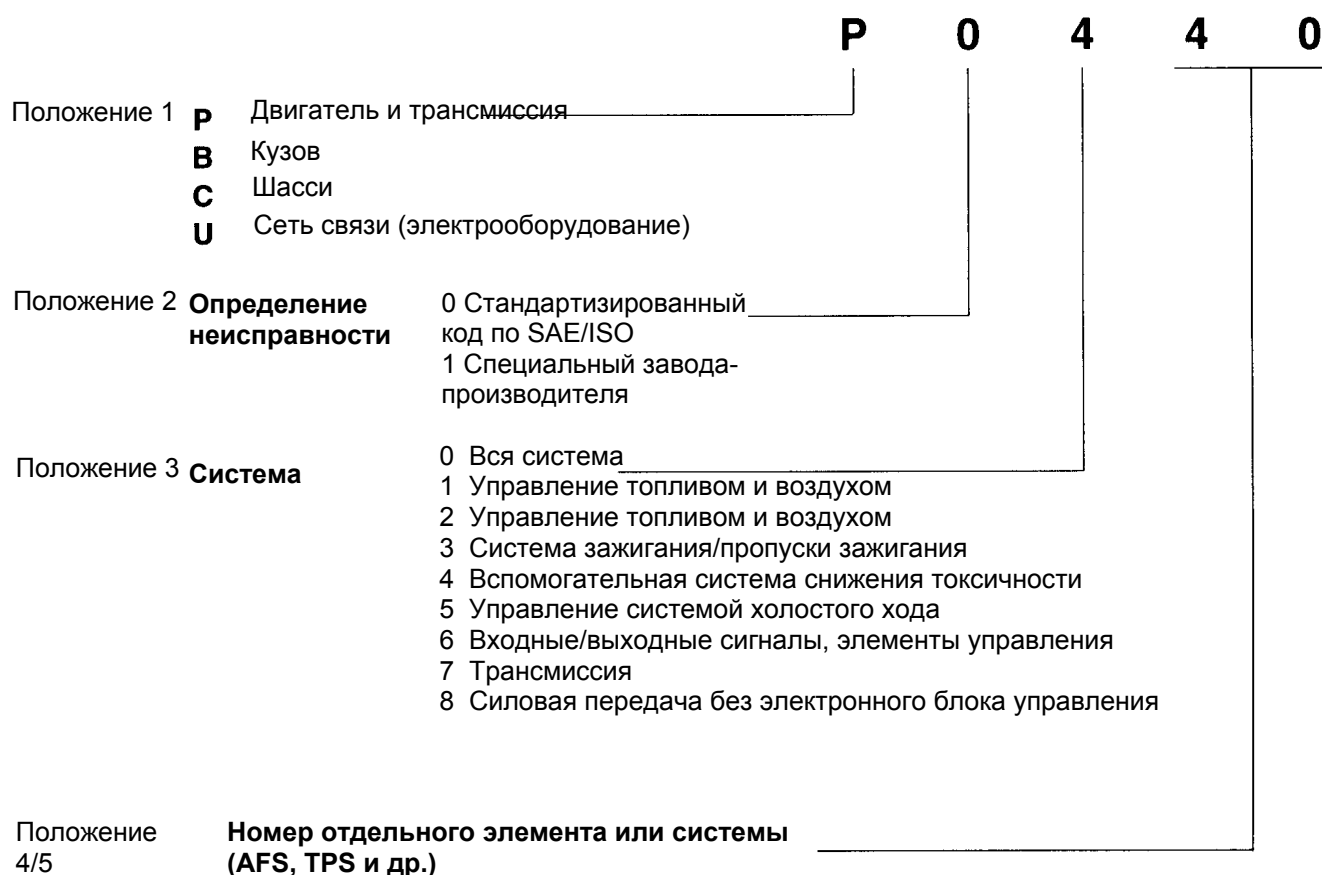 P 0 4 4 0
Положение 1 P Двигатель и трансмиссия
B Кузов
C Шасси
U Сеть связи (электрооборудование)
Положение 2 Определение неисправности
0 Стандартизированный
код по SAE/ISO
1 Специальный завода-
производителя
Положение 3 Система
0 Вся система
1 Управление топливом и воздухом
2 Управление топливом и воздухом
3 Система зажигания/пропуски зажигания
4 Вспомогательная система снижения токсичности
5 Управление системой холостого хода
6 Входные/выходные сигналы, элементы управления
7 Трансмиссия
8 Силовая передача без электронного блока управления
Положение
4/5
Номер отдельного элемента или системы
(AFS, TPS и др.)